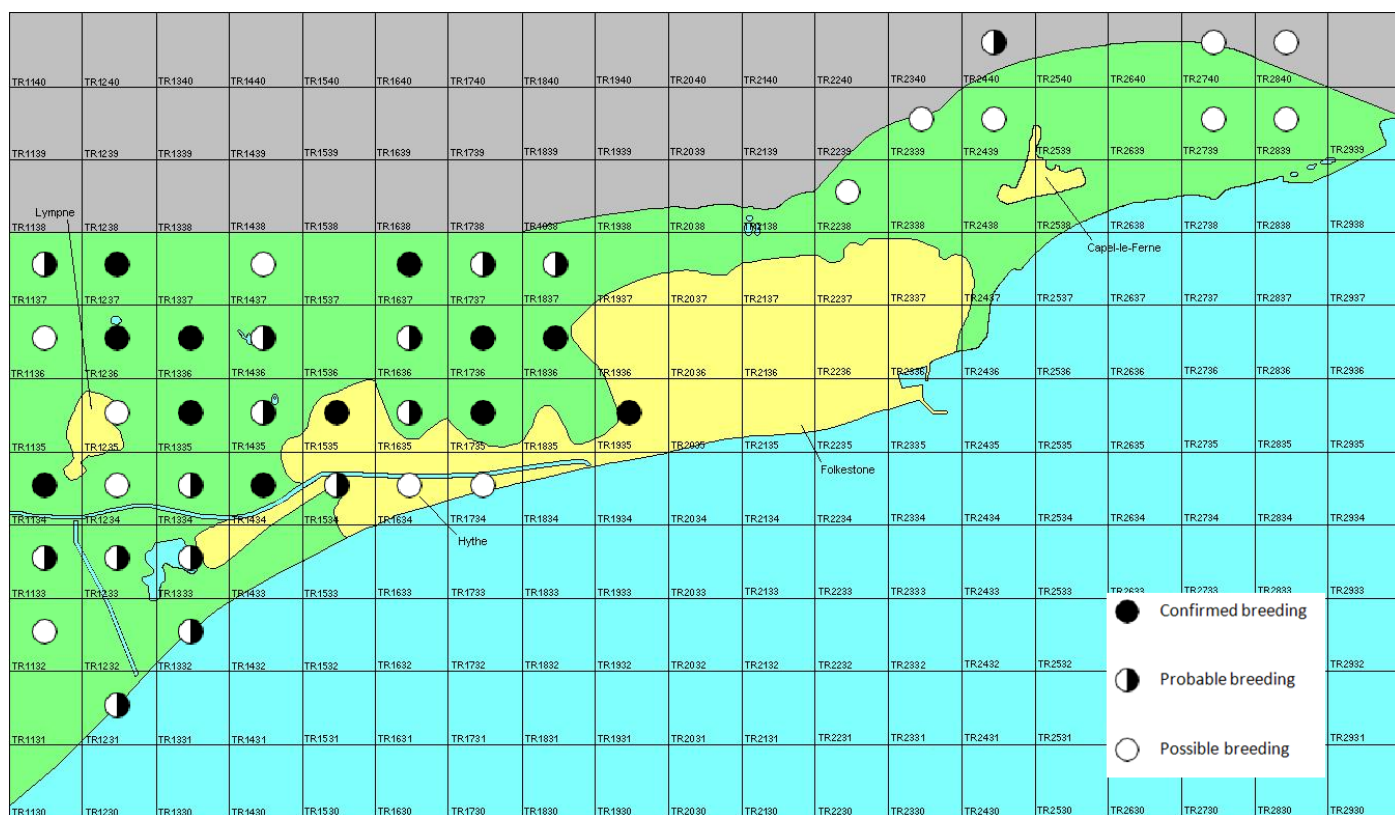 TR1140 TR1240 TR1340 TR1440 TR1540 TR1640 TR1740 TR1840 TR1940 TR2040 TR2140 TR2240 TR2340 TR2440 TR2540 TR2640 TR2740 TR2840
TR1139 TR1239 TR1339 TR1439 TR1539 TR1639 TR1739 TR1839 TR1939 TR2039 TR2139 TR2239 TR2339 TR2439 TR2539 TR2639 TR2739 TR2839 TR2939
Lympne
TR1138 TR1238 TR1338 TR1438 TR1538 TR1638 TR1738 TR1838 TR1938 TR2038 TR2138 TR2238 TR2338 TR2438 TR2538 TR2638 TR2738 TR2838 TR2938
Capel-le-Ferne
TR1137 TR1237 TR1337 TR1437 TR1537 TR1637 TR1737 TR1837 TR1937 TR2037 TR2137 TR2237 TR2337 TR2437 TR2537 TR2637 TR2737 TR2837 TR2937
TR1136 TR1236 TR1336 TR1436 TR1536 TR1636 TR1736 TR1836 TR1936 TR2036 TR2136 TR2236 TR2336 TR2436 TR2536 TR2636 TR2736 TR2836 TR2936
TR1135 TR1235 TR1335 TR1435 TR1535 TR1635 TR1735 TR1835 TR1935 TR2035 TR2135 TR2235 TR2335 TR2435 TR2535 TR2635 TR2735 TR2835 TR2935
Folkestone
TR1134 TR1234 TR1334 TR1434 TR1534 TR1634 TR1734 TR1834 TR1934 TR2034 TR2134 TR2234 TR2334 TR2434 TR2534 TR2634 TR2734 TR2834 TR2934
Hythe
TR1133 TR1233 TR1333 TR1433 TR1533 TR1633 TR1733 TR1833 TR1933 TR2033 TR2133 TR2233 TR2333 TR2433 TR2533 TR2633 TR2733 TR2833 TR2933
Confirmed breeding
TR1132 TR1232 TR1332 TR1432 TR1532 TR1632 TR1732 TR1832 TR1932 TR2032 TR2132 TR2232 TR2332 TR2432 TR2532 TR2932
Probable breeding
TR1131 TR1231 TR1331 TR1431 TR1531 TR1631 TR1731 TR1831 TR1931 TR2031 TR2131 TR2231 TR2331 TR2431 TR2531 TR2931
Possible breeding
TR1130 TR1230 TR1330 TR1430 TR1530 TR1630 TR1730 TR1830 TR1930 TR2030 TR2130 TR2230 TR2330 TR2430 TR2530 TR2630 TR2730 TR2830 TR2930